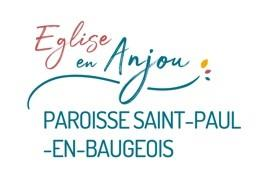 Eglise
en Anjou
PAROISSE SAINT-PAUL
-EN-BAUGEOIS